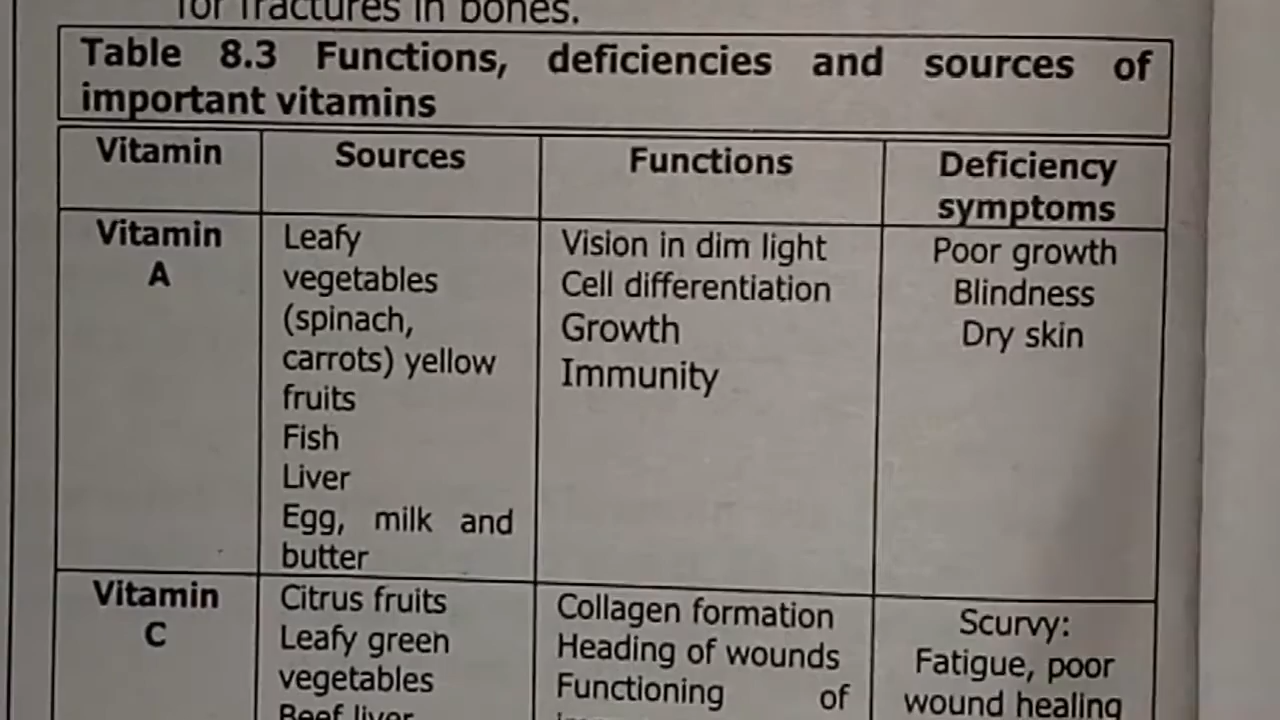 for fractures in bones.
Table 8.3 Functions, deficiencies and sources of
important vitamins
Vitamin
Sources
Functions
Deficiency
symptoms
Vitamin
A
Leafy
vegetables
(spinach,
carrots) yellow
fruits
Fish
Liver
Egg, milk and
butter
Vision in dim light
Cell differentiation
Growth
Immunity
Poor growth
Blindness
Dry skin
Vitamin
C
Citrus fruits
Leafy green
vegetables
Beef liver
Collagen formation
Heading of wounds
Functioning of
Scurvy:
Fatigue, poor
wound healing